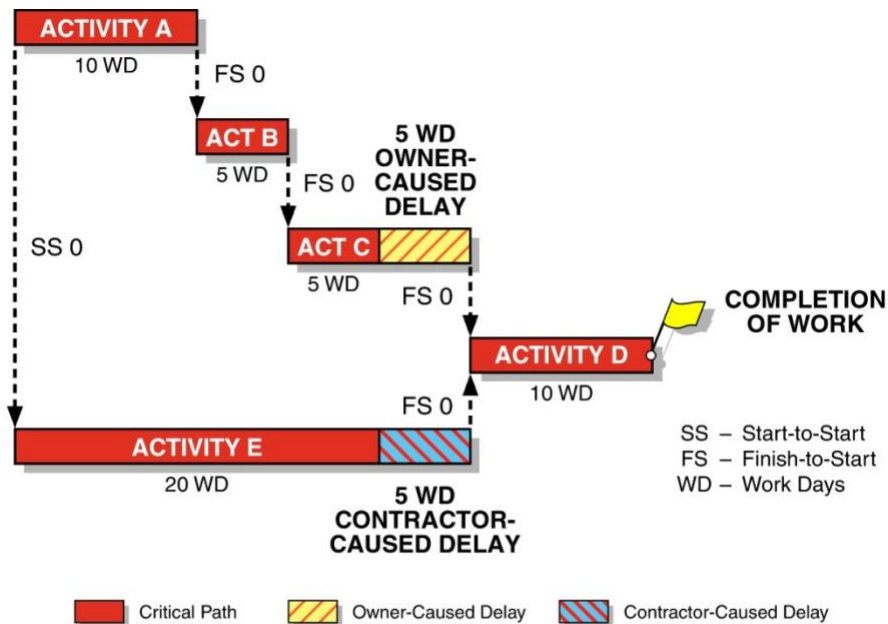 ACTIVITY A
10 WD
FS 0
ACT B
5 WD
FS 0
5 WD
OWNER-
CAUSED
DELAY
SS 0
ACT C
5 WD
FS 0
COMPLETION
OF WORK
ACTIVITY D
10 WD
FS 0
ACTIVITY E
20 WD
5 WD
CONTRACTOR-
CAUSED DELAY
SS – Start-to-Start
FS – Finish-to-Start
WD – Work Days
Critical Path
Owner-Caused Delay
Contractor-Caused Delay